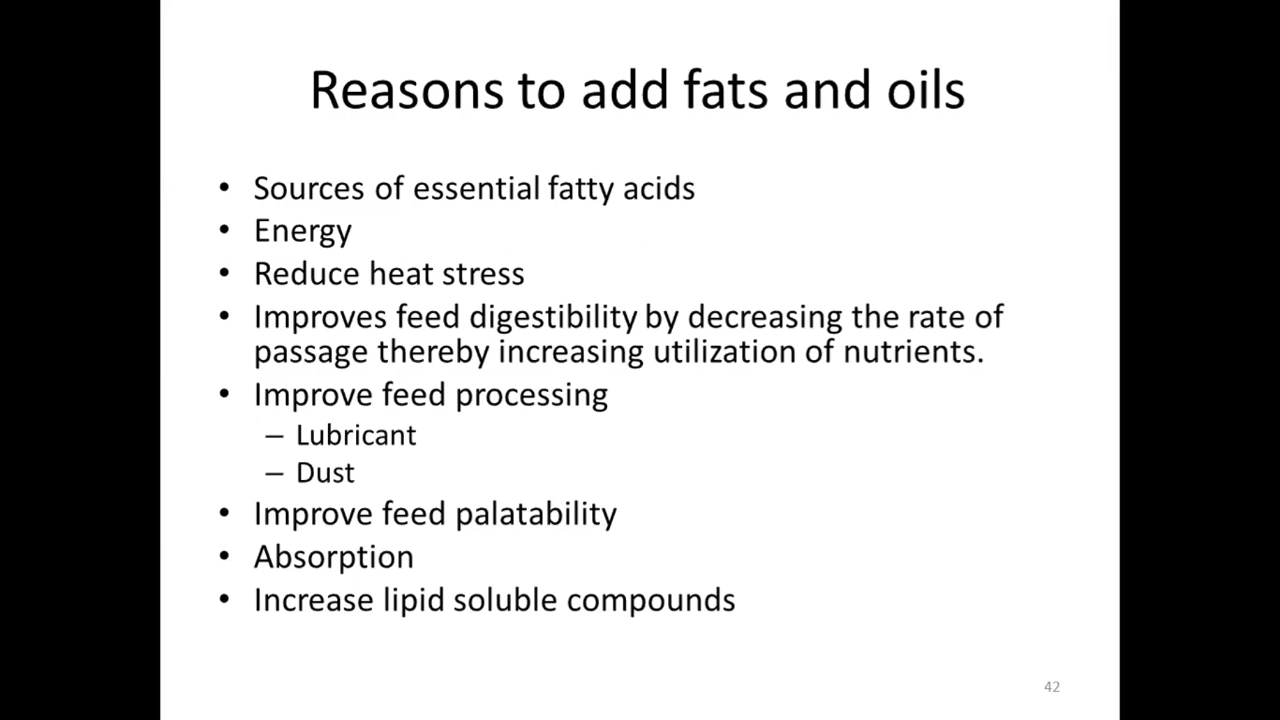 Reasons to add fats and oils
• Sources of essential fatty acids
• Energy
• Reduce heat stress
• Improves feed digestibility by decreasing the rate of
passage thereby increasing utilization of nutrients.
• Improve feed processing
– Lubricant
– Dust
• Improve feed palatability
• Absorption
• Increase lipid soluble compounds
42